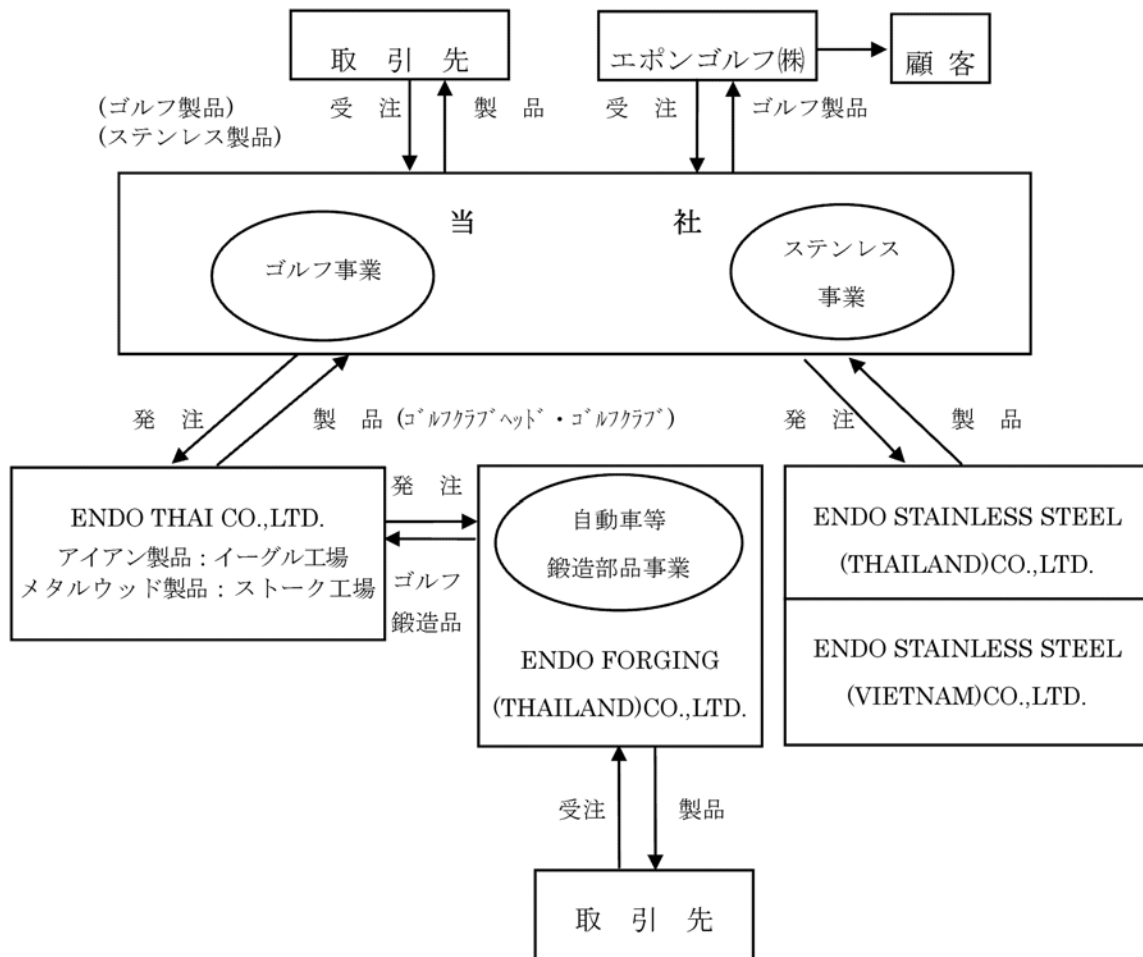 取 引 先
エポンゴルフ㈱
顧 客
(ゴルフ製品)
(ステンレス製品)
受 注
製 品
受 注
ゴルフ製品
当 社
ゴルフ事業
ステンレス
事業
発 注
製 品 (ｺﾞﾙﾌｸﾗﾌﾞﾍｯﾄﾞ・ｺﾞﾙﾌｸﾗﾌﾞ)
発 注
製 品
ENDO THAI CO.,LTD.
アイアン製品：イーグル工場
メタルウッド製品：ストーク工場
発 注
ゴルフ
鍛造品
自動車等
鍛造部品事業
ENDO FORGING
(THAILAND)CO.,LTD.
ENDO STAINLESS STEEL
(THAILAND)CO.,LTD.
ENDO STAINLESS STEEL
(VIETNAM)CO.,LTD.
受注
製品
取 引 先